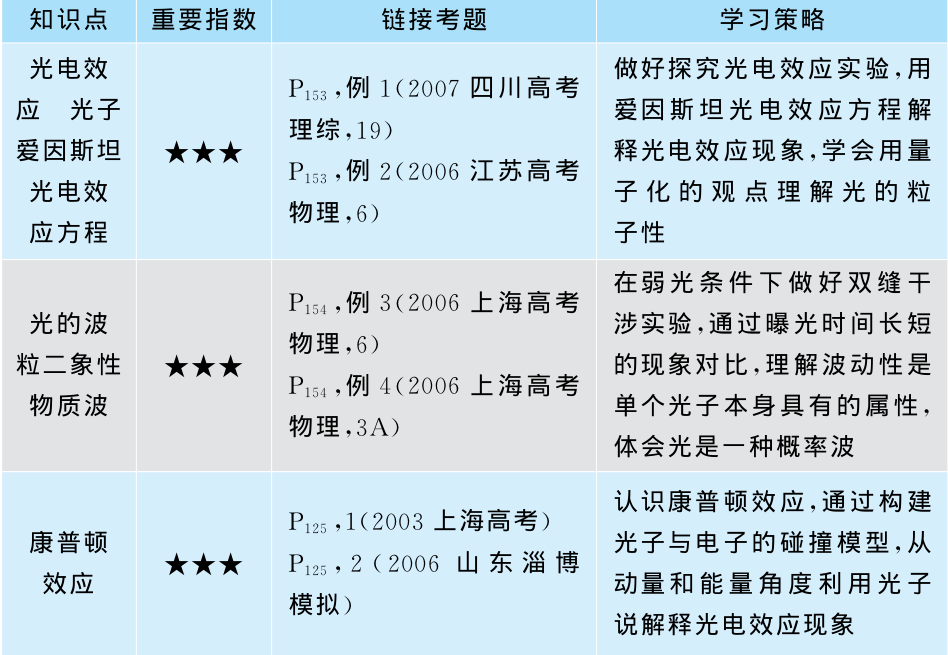 知识点 重要指数 链接考题 学习策略
光电效
应 光子
爱因斯坦
光电效
应方程
★★★
P153,例 1(2007 四川高考
理综,19)
P153,例 2(2006 江苏高考
物理,6)
做好探究光电效应实验,用
爱因斯坦光电效应方程解
释光电效应现象,学会用量
子化的观点理解光的粒
子性
光的波
粒二象性
物质波
★★★
P154,例 3(2006 上海高考
物理,6)
P154,例 4(2006 上海高考
物理,3A)
在弱光条件下做好双缝干
涉实验,通过曝光时间长短
的现象对比,理解波动性是
单个光子本身具有的属性,
体会光是一种概率波
康普顿
效应
★★★
P125,1(2003 上海高考)
P125,2(2006 山东淄博
模拟)
认识康普顿效应,通过构建
光子与电子的碰撞模型,从
动量和能量角度利用光子
说解释光电效应现象